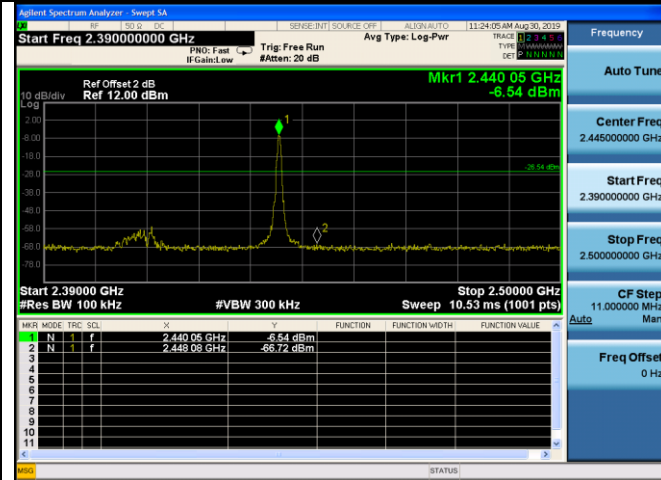 Agilent Spectrum Analyzer - Swept SA
RF 50 Ω DC SENSE:INT SOURCE OFF ALIGN AUTO 11:24:05 AM Aug 30, 2019
Start Freq 2.390000000 GHz
Avg Type: Log-Pwr
TRACE 1 2 3 4 5 6
PNO: Fast Trig: Free Run
TYPE M
IFGain:Low #Atten: 20 dB
DET P N N N N N
Mkr1 2.440 05 GHz
-6.54 dBm
Ref Offset 2 dB
10 dB/div Ref 12.00 dBm
Log
1
2.00
-8.00
-18.0
-26.54 dBm
-28.0
-38.0
-48.0
-58.0
2
-68.0
-78.0
Start 2.39000 GHz Stop 2.50000 GHz
#Res BW 100 kHz #VBW 300 kHz Sweep 10.53 ms (1001 pts)
MKR MODE TRC SCL X Y FUNCTION FUNCTION WIDTH FUNCTION VALUE
1 N 1 f 2.440 05 GHz -6.54 dBm
2 N 1 f 2.448 08 GHz -66.72 dBm
3
4
5
6
7
8
9
10
11
MSG STATUS
Frequency
Auto Tune
Center Freq
2.445000000 GHz
Start Freq
2.390000000 GHz
Stop Freq
2.500000000 GHz
CF Step
11.000000 MHz
Auto Man
Freq Offset
0 Hz